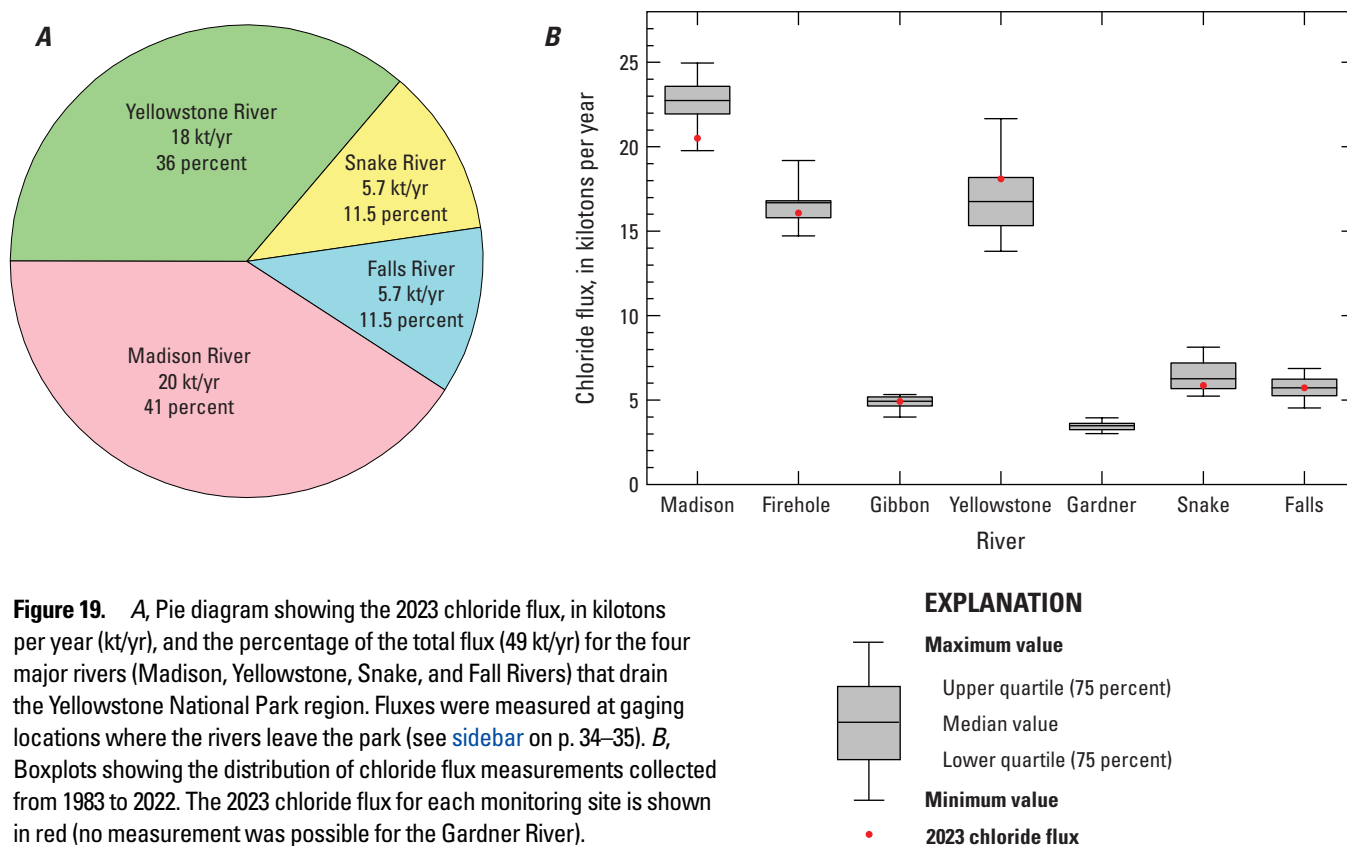 A
Yellowstone River
18 kt/yr
36 percent
Snake River
5.7 kt/yr
11.5 percent
Falls River
5.7 kt/yr
11.5 percent
Madison River
20 kt/yr
41 percent
B
Chloride flux, in kilotons per year
25
20
15
10
5
0
Madison Firehole Gibbon Yellowstone Gardner Snake Falls
River
Figure 19. A, Pie diagram showing the 2023 chloride flux, in kilotons
per year (kt/yr), and the percentage of the total flux (49 kt/yr) for the four
major rivers (Madison, Yellowstone, Snake, and Fall Rivers) that drain
the Yellowstone National Park region. Fluxes were measured at gaging
locations where the rivers leave the park (see sidebar on p. 34–35). B,
Boxplots showing the distribution of chloride flux measurements collected
from 1983 to 2022. The 2023 chloride flux for each monitoring site is shown
in red (no measurement was possible for the Gardner River).
EXPLANATION
Maximum value
Upper quartile (75 percent)
Median value
Lower quartile (75 percent)
Minimum value
2023 chloride flux